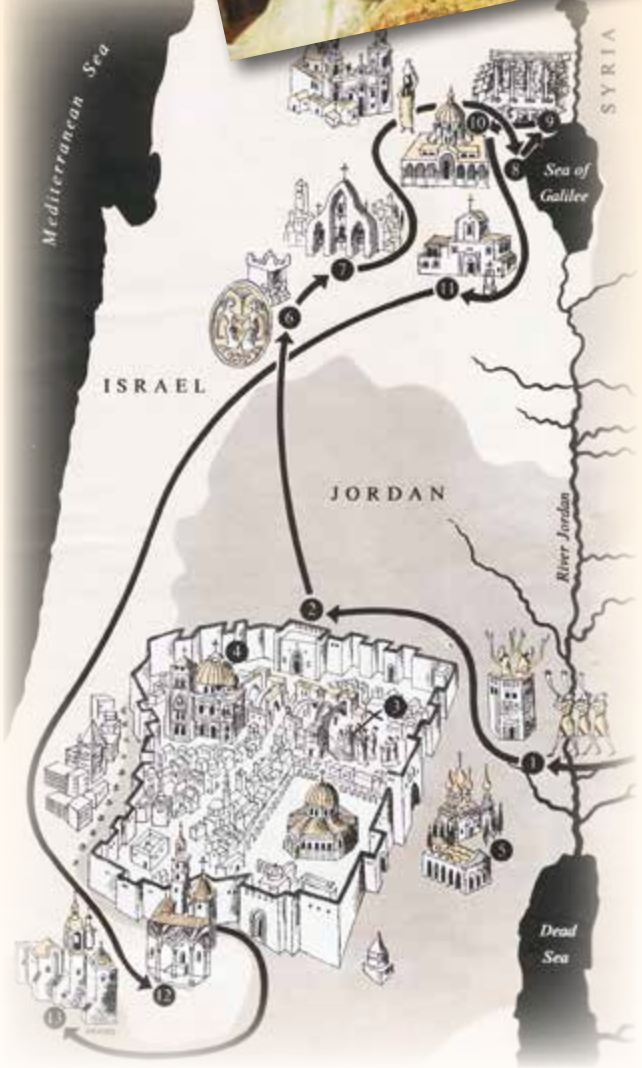 SYRIA
Mediterranean Sea
10
9
8
Sea of
Galilee
7
11
6
ISRAEL
JORDAN
River Jordan
2
4
3
1
5
Dead
Sea
12
13